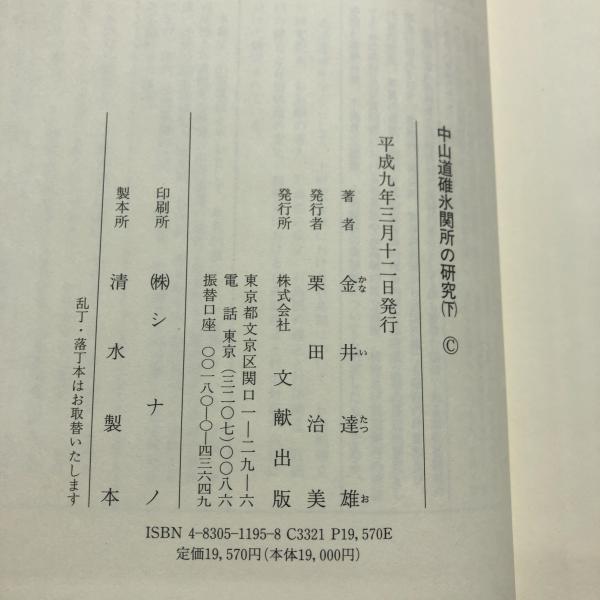 中山道碓氷関所の研究(下) ©
平成九年三月十二日発行
著者 金井達雄
かな い たつ お
発行者 栗田治美
発行所 株式会社 文献出版
東京都文京区関口一―二九―六
電話 東京(三二〇七)〇〇八六
振替口座 〇〇一八〇―〇―四三六四九
印刷所 ㈱シナノ
製本所 清水製本
乱丁・落丁本はお取替いたします
ISBN 4-8305-1195-8 C3321 P19,570E
定価19,570円(本体19,000円)